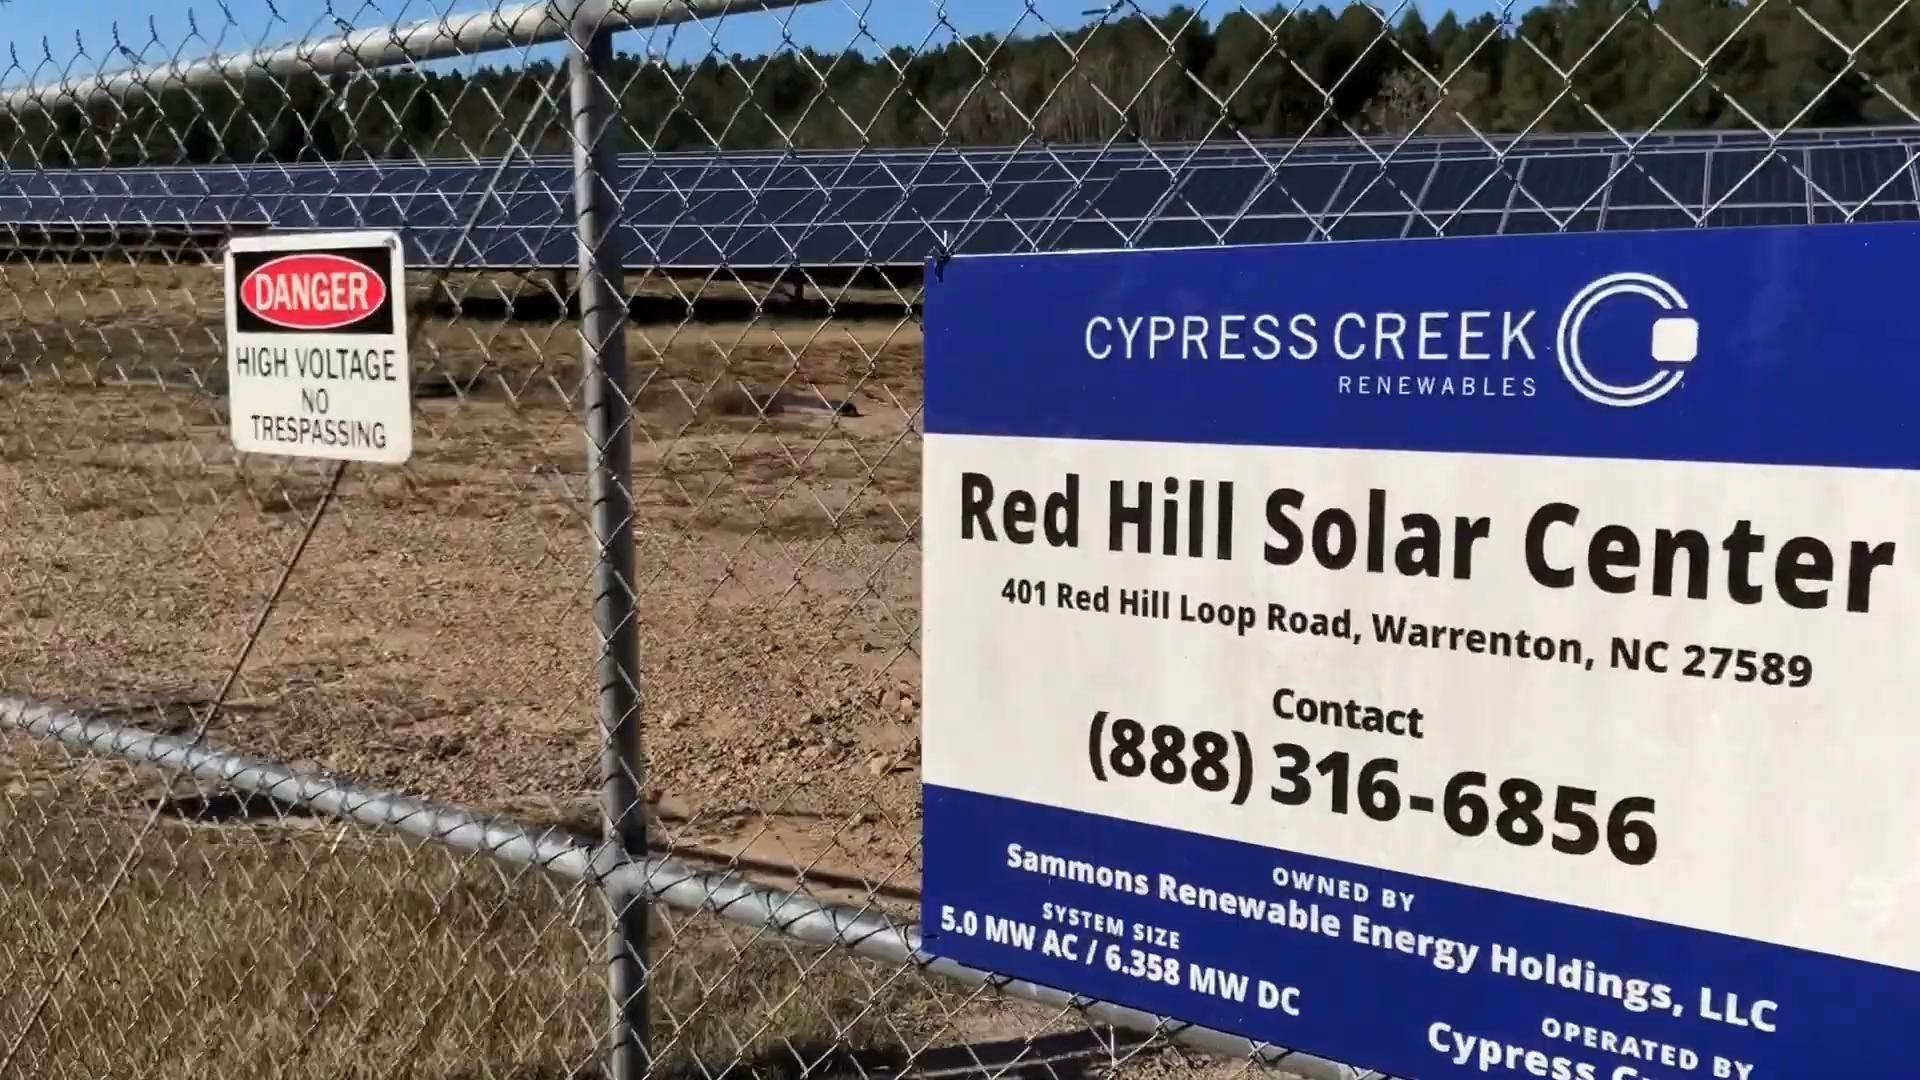 DANGER
HIGH VOLTAGE
NO
TRESPASSING
CYPRESS CREEK
RENEWABLES
Red Hill Solar Center
401 Red Hill Loop Road, Warrenton, NC 27589
Contact
(888) 316-6856
OWNED BY
Sammons Renewable Energy Holdings, LLC
SYSTEM SIZE
5.0 MW AC / 6.358 MW DC
OPERATED BY
Cypress